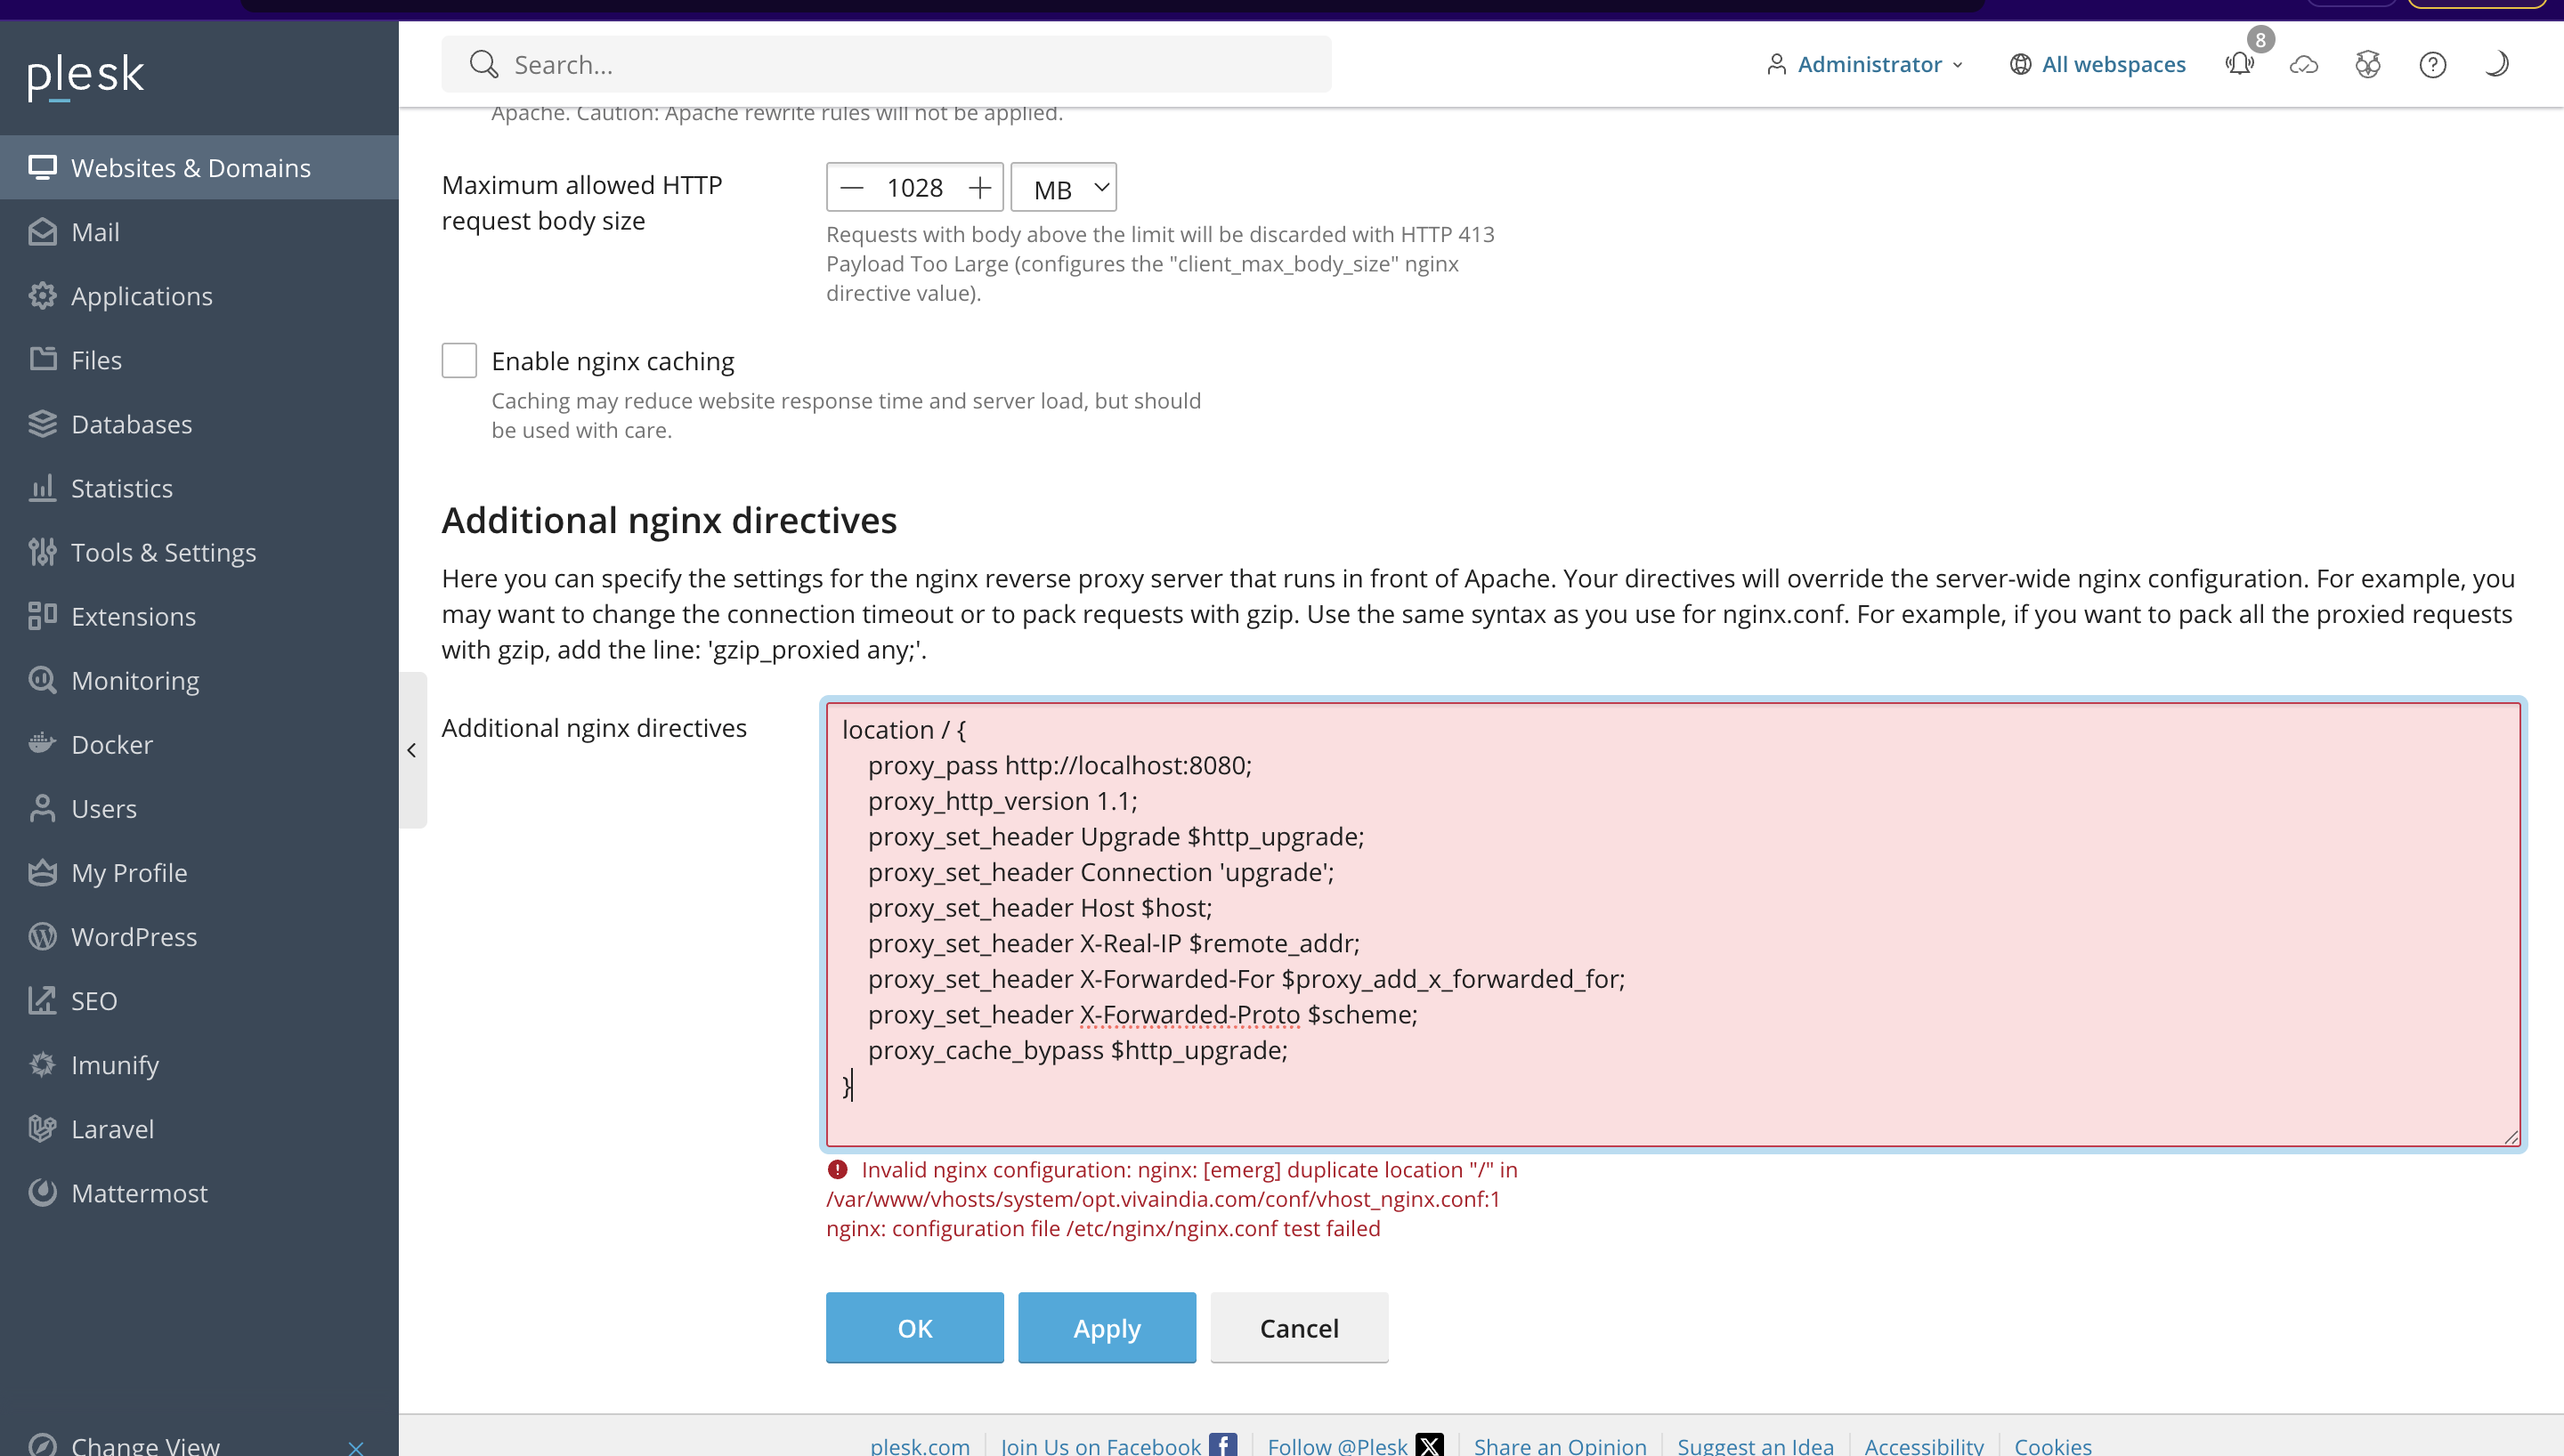 plesk
Search...
Administrator
All webspaces
8
Websites & Domains
Mail
Applications
Files
Databases
Statistics
Tools & Settings
Extensions
Monitoring
Docker
Users
My Profile
WordPress
SEO
Imunify
Laravel
Mattermost
Change View
Apache. Caution: Apache rewrite rules will not be applied.
Maximum allowed HTTP
request body size
1028
MB
Requests with body above the limit will be discarded with HTTP 413
Payload Too Large (configures the "client_max_body_size" nginx
directive value).
Enable nginx caching
Caching may reduce website response time and server load, but should
be used with care.
Additional nginx directives
Here you can specify the settings for the nginx reverse proxy server that runs in front of Apache. Your directives will override the server-wide nginx configuration. For example, you
may want to change the connection timeout or to pack requests with gzip. Use the same syntax as you use for nginx.conf. For example, if you want to pack all the proxied requests
with gzip, add the line: 'gzip_proxied any;'.
Additional nginx directives
location / {
proxy_pass http://localhost:8080;
proxy_http_version 1.1;
proxy_set_header Upgrade $http_upgrade;
proxy_set_header Connection 'upgrade';
proxy_set_header Host $host;
proxy_set_header X-Real-IP $remote_addr;
proxy_set_header X-Forwarded-For $proxy_add_x_forwarded_for;
proxy_set_header X-Forwarded-Proto $scheme;
proxy_cache_bypass $http_upgrade;
}
Invalid nginx configuration: nginx: [emerg] duplicate location "/" in
/var/www/vhosts/system/opt.vivaindia.com/conf/vhost_nginx.conf:1
nginx: configuration file /etc/nginx/nginx.conf test failed
OK
Apply
Cancel
plesk.com
Join Us on Facebook
Follow @Plesk
Share an Opinion
Suggest an Idea
Accessibility
Cookies